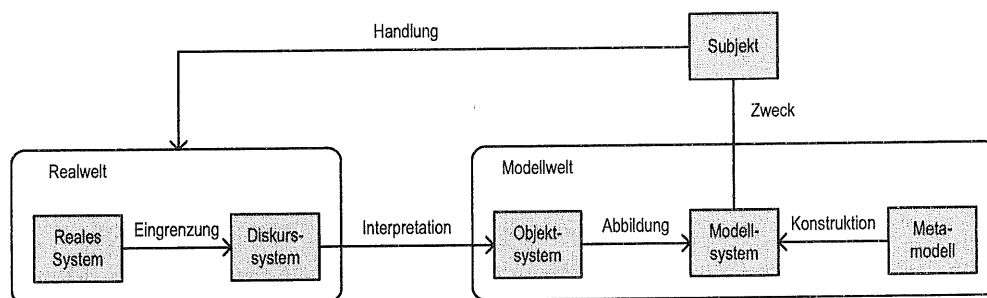 Handlung
Subjekt
Zweck
Realwelt
Modellwelt
Reales
System
Eingrenzung
Diskurs-
system
Interpretation
Objekt-
system
Abbildung
Modell-
system
Konstruktion
Meta-
modell